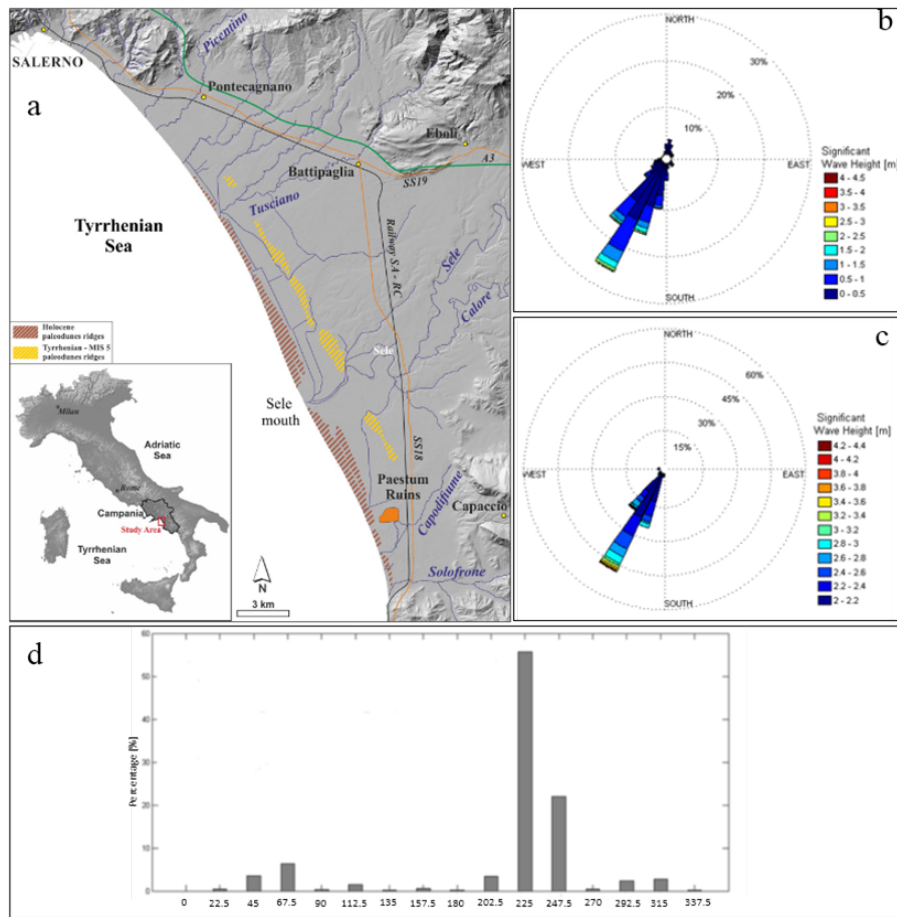 a
SALERNO
Picentino
Pontecagnano
Eboli
A3
Battipaglia
SS19
Tusciano
Tyrrhenian
Sea
Railway SA - RC
Sele
Calore
Sele
Holocene
paleodunes ridges
Tyrrhenian - MIS 5
paleodunes ridges
Sele
mouth
SS18
Paestum
Ruins
Capodifiume
Capaccio
Solofrone
N
3 km
Milan
Adriatic
Sea
Rome
Campania
Study Area
Tyrrhenian
Sea
b
NORTH
30%
20%
10%
WEST
EAST
SOUTH
Significant
Wave Height [m]
4 - 4.5
3.5 - 4
3 - 3.5
2.5 - 3
2 - 2.5
1.5 - 2
1 - 1.5
0.5 - 1
0 - 0.5
c
NORTH
60%
45%
30%
15%
WEST
EAST
SOUTH
Significant
Wave Height [m]
4.2 - 4.4
4 - 4.2
3.8 - 4
3.6 - 3.8
3.4 - 3.6
3.2 - 3.4
3 - 3.2
2.8 - 3
2.6 - 2.8
2.4 - 2.6
2.2 - 2.4
2 - 2.2
d
Percentage [%]
60
50
40
30
20
10
0
0 22.5 45 67.5 90 112.5 135 157.5 180 202.5 225 247.5 270 292.5 315 337.5